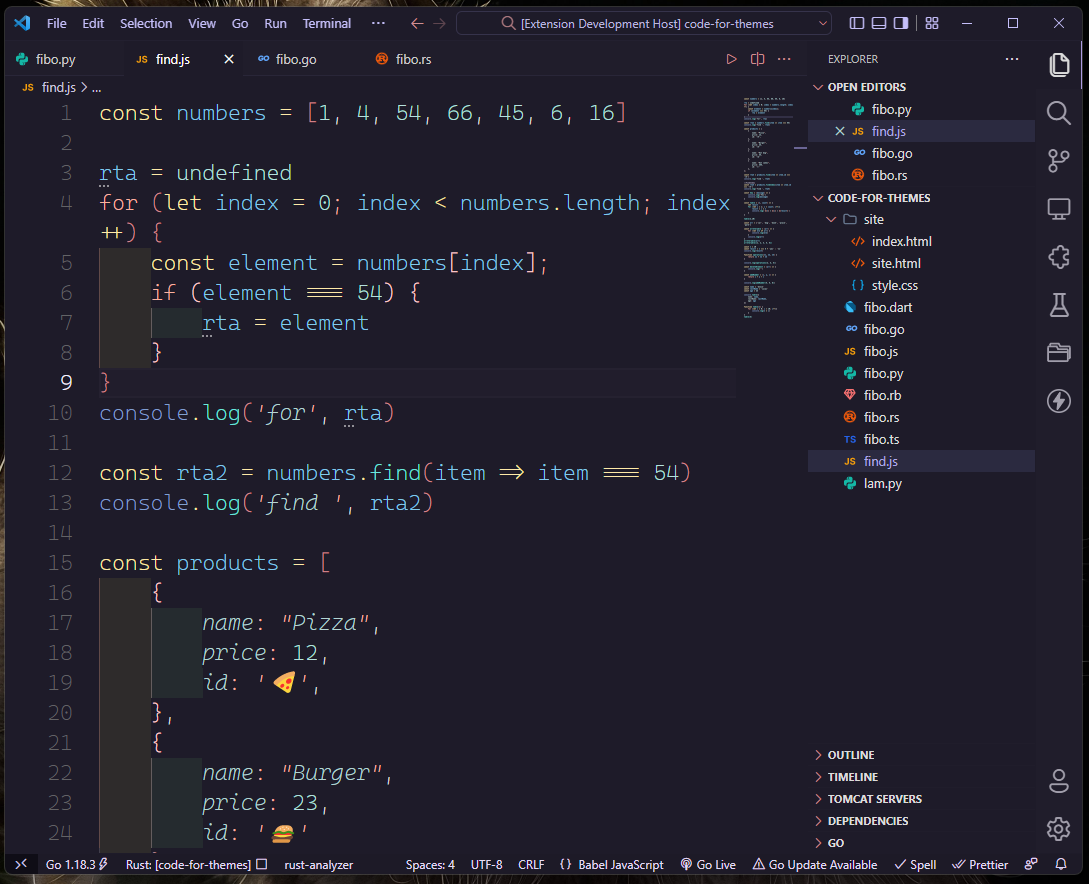 File Edit Selection View Go Run Terminal ··· [Extension Development Host] code-for-themes
fibo.py JS find.js fibo.go fibo.rs
JS find.js > ...
1 const numbers = [1, 4, 54, 66, 45, 6, 16]
2
3 rta = undefined
4 for (let index = 0; index < numbers.length; index
++) {
5 const element = numbers[index];
6 if (element === 54) {
7 rta = element
8 }
9 }
10 console.log('for', rta)
11
12 const rta2 = numbers.find(item => item === 54)
13 console.log('find ', rta2)
14
15 const products = [
16 {
17 name: "Pizza",
18 price: 12,
19 id: '🍕',
20 },
21 {
22 name: "Burger",
23 price: 23,
24 id: '🍔'
EXPLORER ···
OPEN EDITORS
fibo.py
JS find.js
fibo.go
fibo.rs
CODE-FOR-THEMES
site
index.html
site.html
style.css
fibo.dart
fibo.go
JS fibo.js
fibo.py
fibo.rb
fibo.rs
TS fibo.ts
JS find.js
lam.py
OUTLINE
TIMELINE
TOMCAT SERVERS
DEPENDENCIES
GO
Go 1.18.3 Rust: [code-for-themes] rust-analyzer Spaces: 4 UTF-8 CRLF {} Babel JavaScript Go Live Go Update Available Spell Prettier